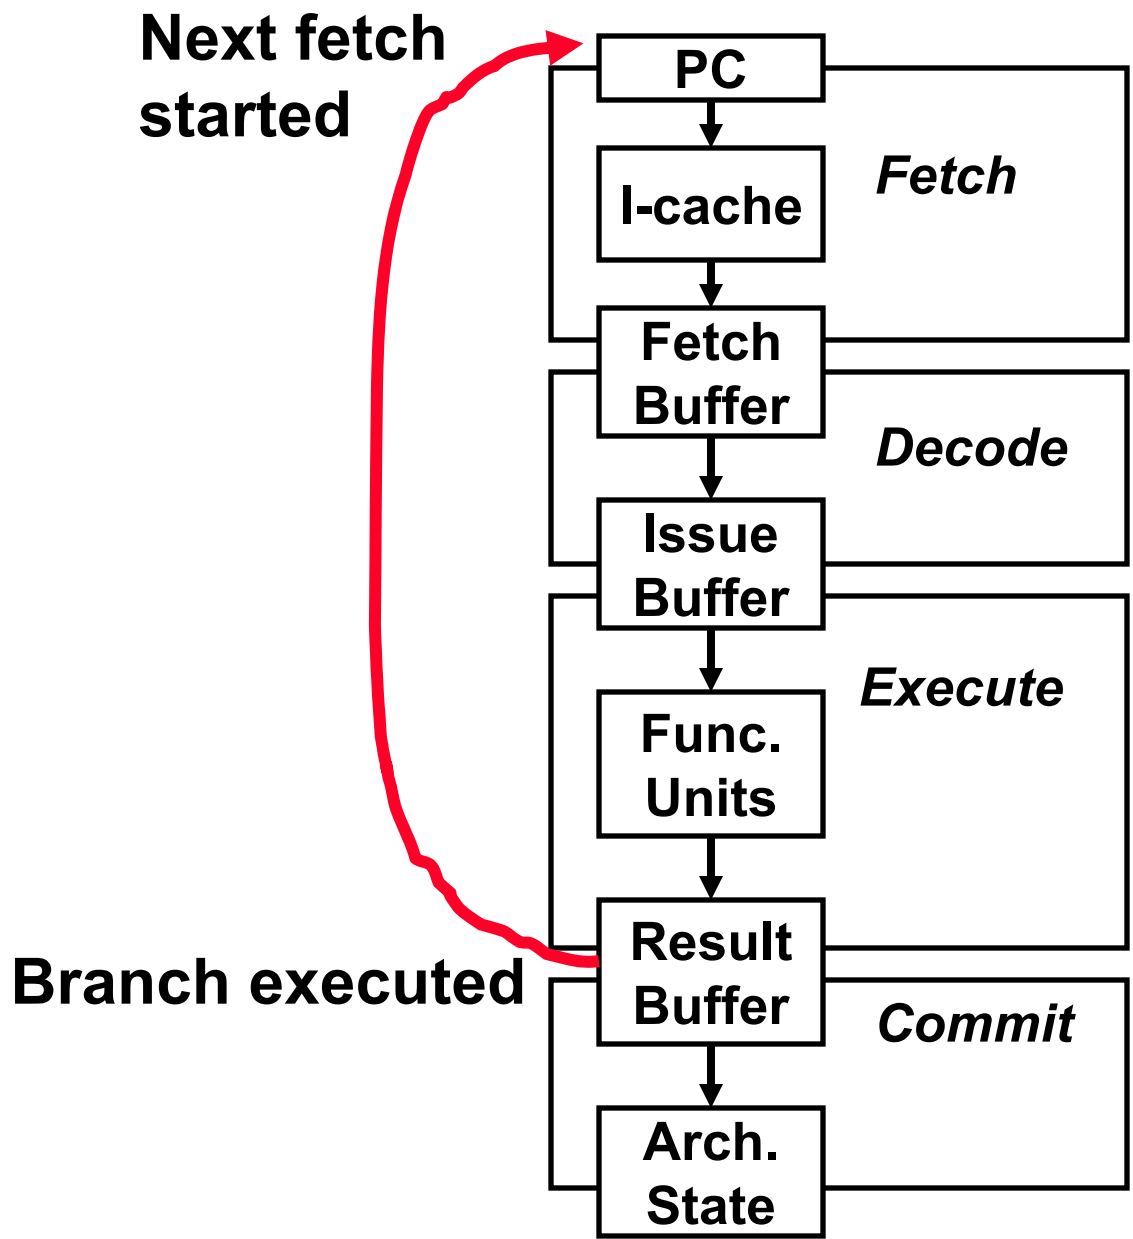 Next fetch
started
PC
I-cache
Fetch
Fetch
Buffer
Decode
Issue
Buffer
Execute
Func.
Units
Result
Buffer
Branch executed
Commit
Arch.
State